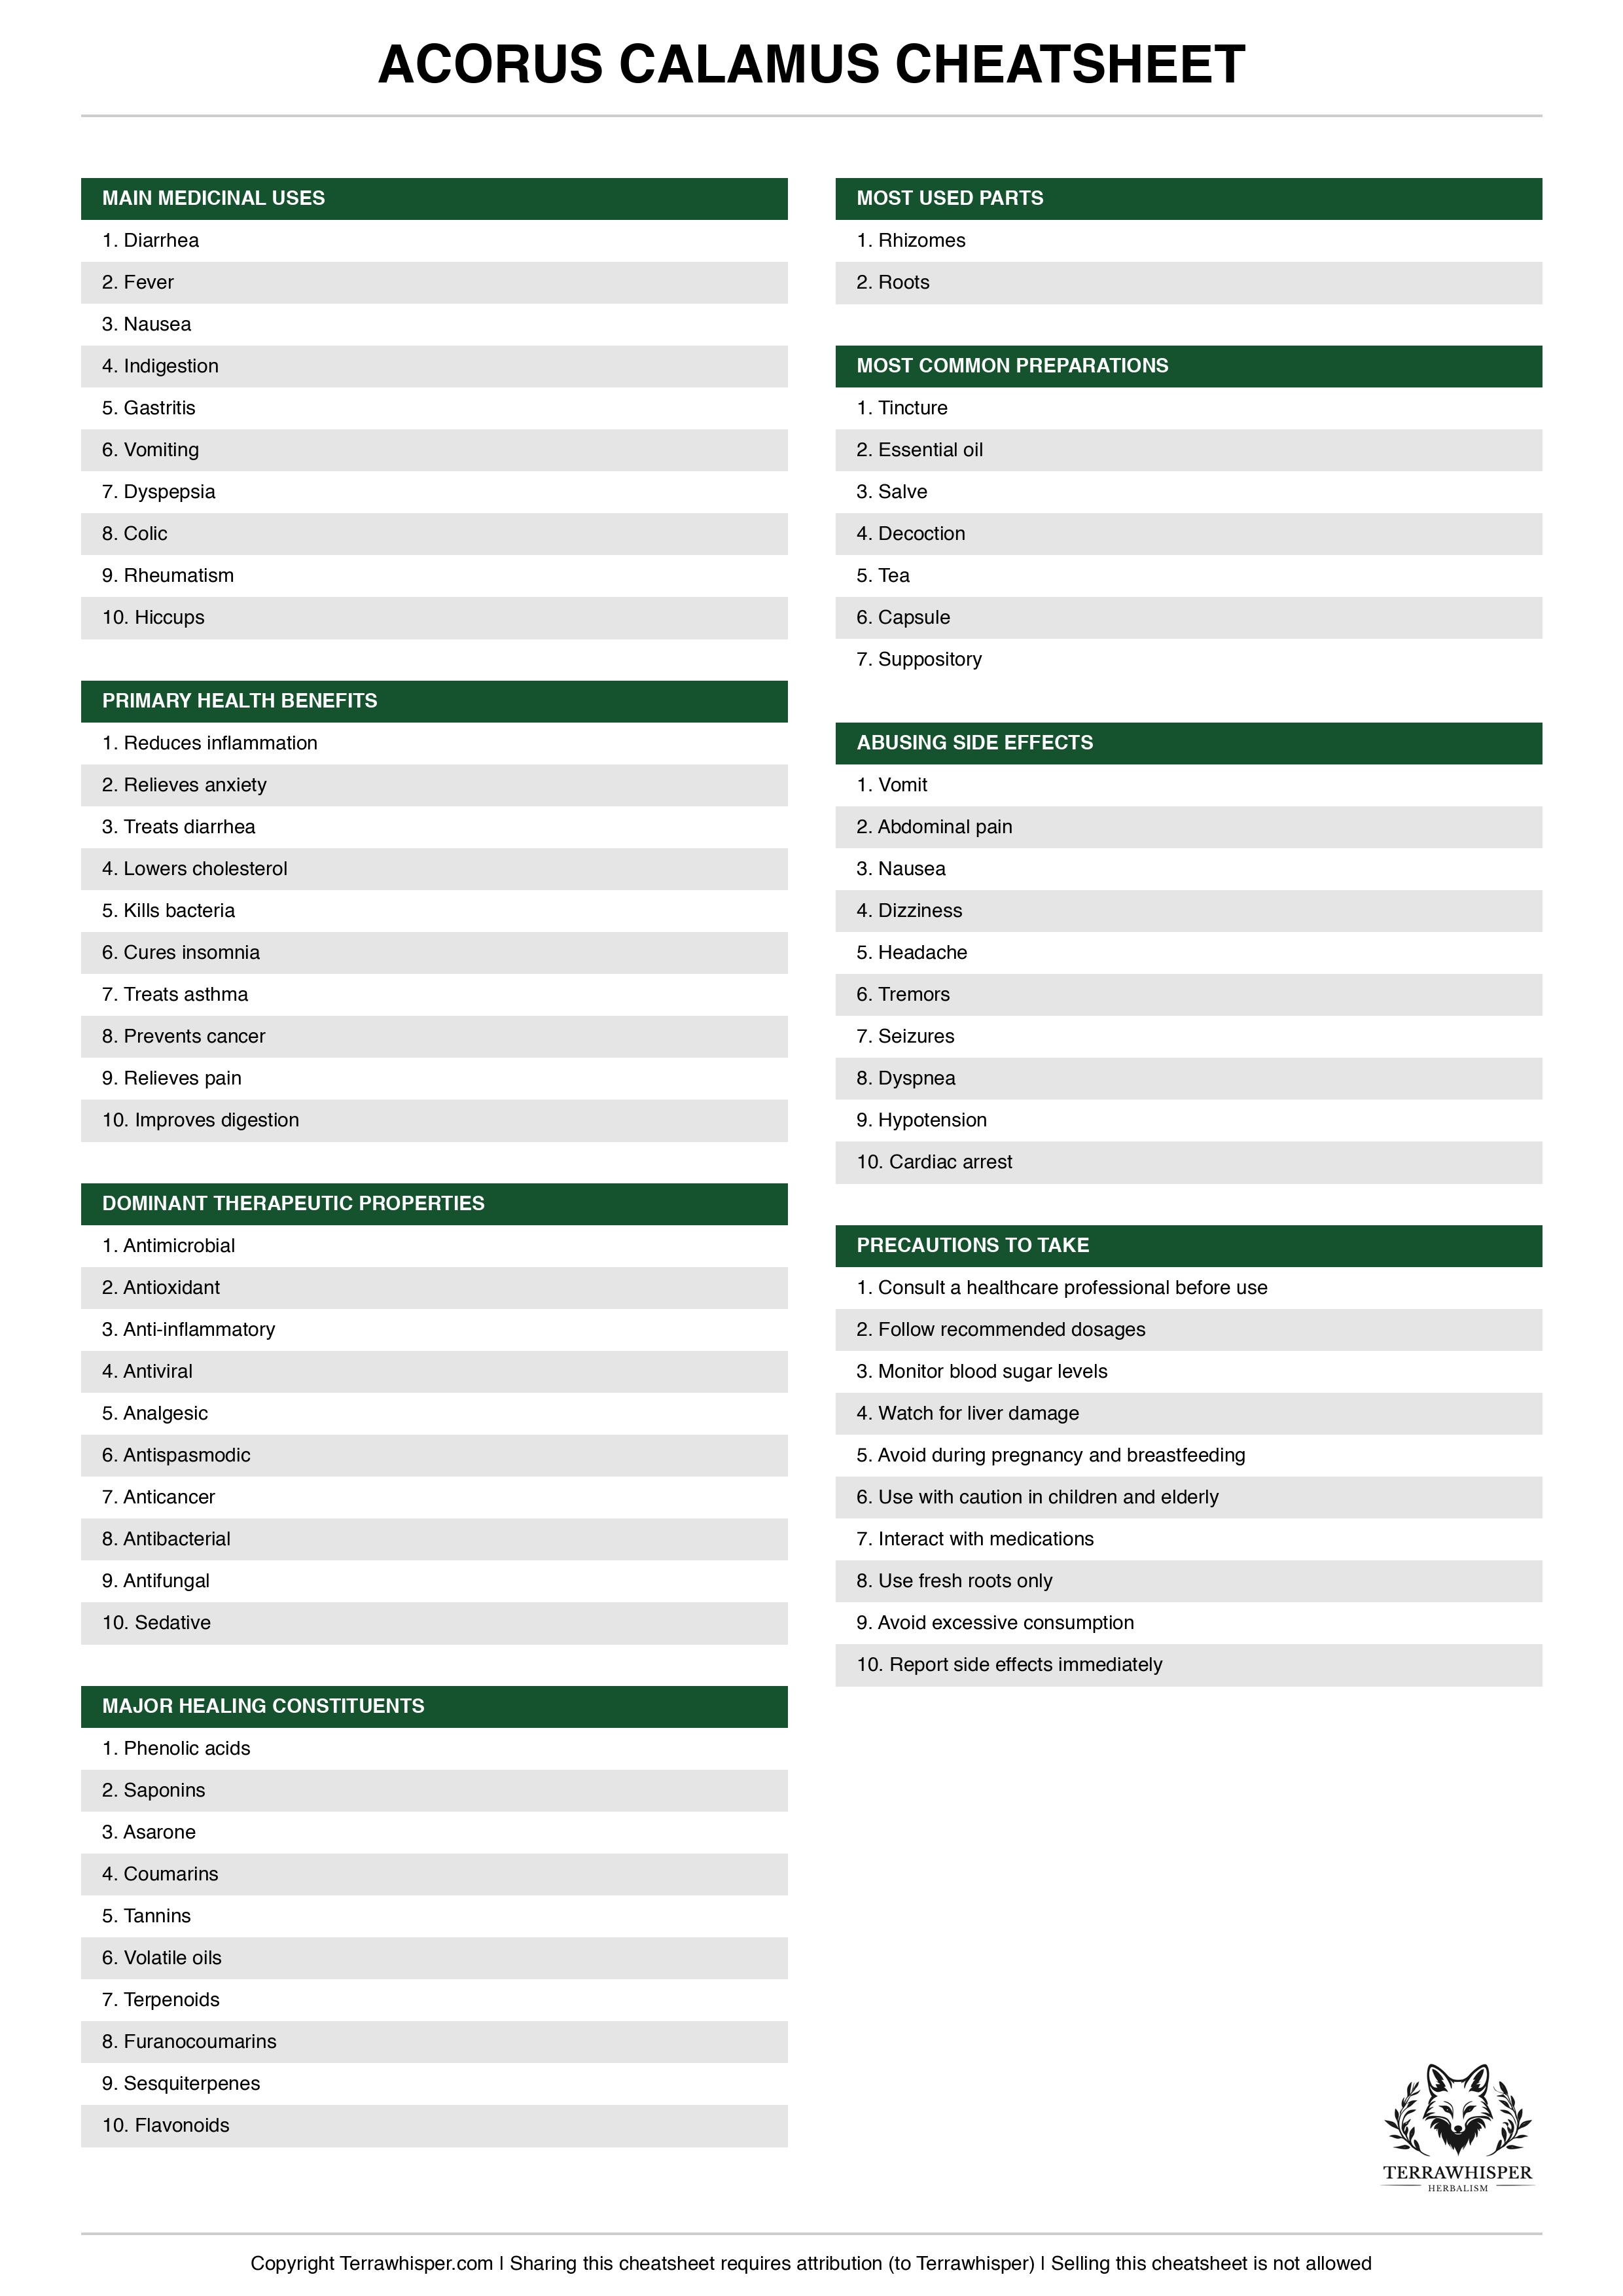 ACORUS CALAMUS CHEATSHEET
MAIN MEDICINAL USES
1. Diarrhea
2. Fever
3. Nausea
4. Indigestion
5. Gastritis
6. Vomiting
7. Dyspepsia
8. Colic
9. Rheumatism
10. Hiccups
PRIMARY HEALTH BENEFITS
1. Reduces inflammation
2. Relieves anxiety
3. Treats diarrhea
4. Lowers cholesterol
5. Kills bacteria
6. Cures insomnia
7. Treats asthma
8. Prevents cancer
9. Relieves pain
10. Improves digestion
DOMINANT THERAPEUTIC PROPERTIES
1. Antimicrobial
2. Antioxidant
3. Anti-inflammatory
4. Antiviral
5. Analgesic
6. Antispasmodic
7. Anticancer
8. Antibacterial
9. Antifungal
10. Sedative
MAJOR HEALING CONSTITUENTS
1. Phenolic acids
2. Saponins
3. Asarone
4. Coumarins
5. Tannins
6. Volatile oils
7. Terpenoids
8. Furanocoumarins
9. Sesquiterpenes
10. Flavonoids
MOST USED PARTS
1. Rhizomes
2. Roots
MOST COMMON PREPARATIONS
1. Tincture
2. Essential oil
3. Salve
4. Decoction
5. Tea
6. Capsule
7. Suppository
ABUSING SIDE EFFECTS
1. Vomit
2. Abdominal pain
3. Nausea
4. Dizziness
5. Headache
6. Tremors
7. Seizures
8. Dyspnea
9. Hypotension
10. Cardiac arrest
PRECAUTIONS TO TAKE
1. Consult a healthcare professional before use
2. Follow recommended dosages
3. Monitor blood sugar levels
4. Watch for liver damage
5. Avoid during pregnancy and breastfeeding
6. Use with caution in children and elderly
7. Interact with medications
8. Use fresh roots only
9. Avoid excessive consumption
10. Report side effects immediately
TERRAWHISPER
HERBALISM
Copyright Terrawhisper.com | Sharing this cheatsheet requires attribution (to Terrawhisper) | Selling this cheatsheet is not allowed